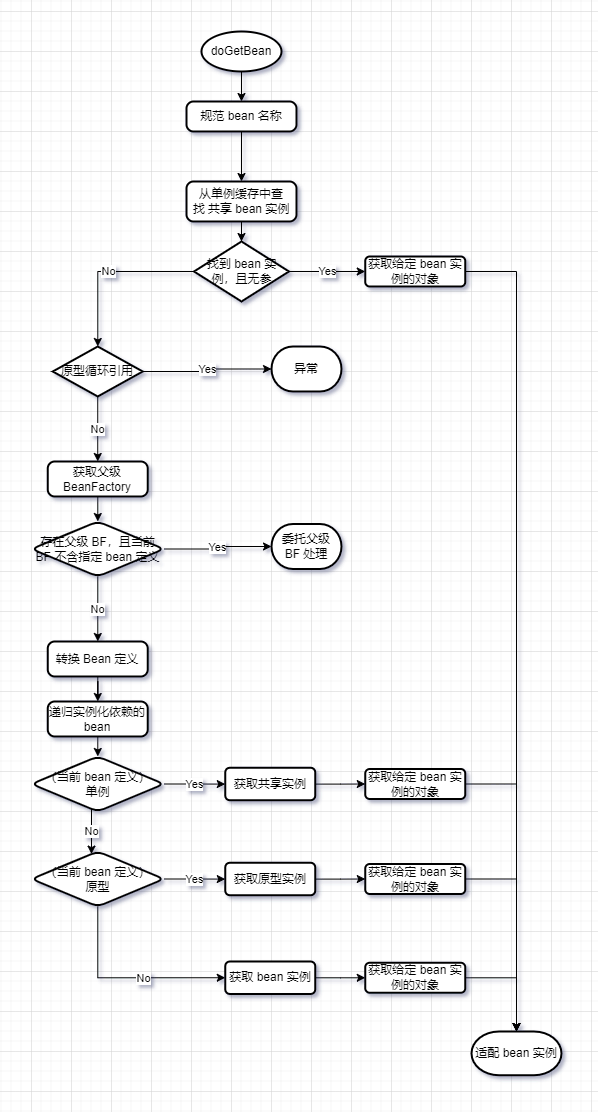 doGetBean
规范 bean 名称
从单例缓存中查
找 共享 bean 实例
找到 bean 实
例，且无参
No
Yes
获取给定 bean 实
例的对象
原型循环引用
Yes
异常
No
获取父级
BeanFactory
存在父级 BF，且当前
BF 不含指定 bean 定义
Yes
委托父级
BF 处理
No
转换 Bean 定义
递归实例化依赖的
bean
(当前 bean 定义)
单例
Yes
获取共享实例
获取给定 bean 实
例的对象
No
(当前 bean 定义)
原型
Yes
获取原型实例
获取给定 bean 实
例的对象
No
获取 bean 实例
获取给定 bean 实
例的对象
适配 bean 实例